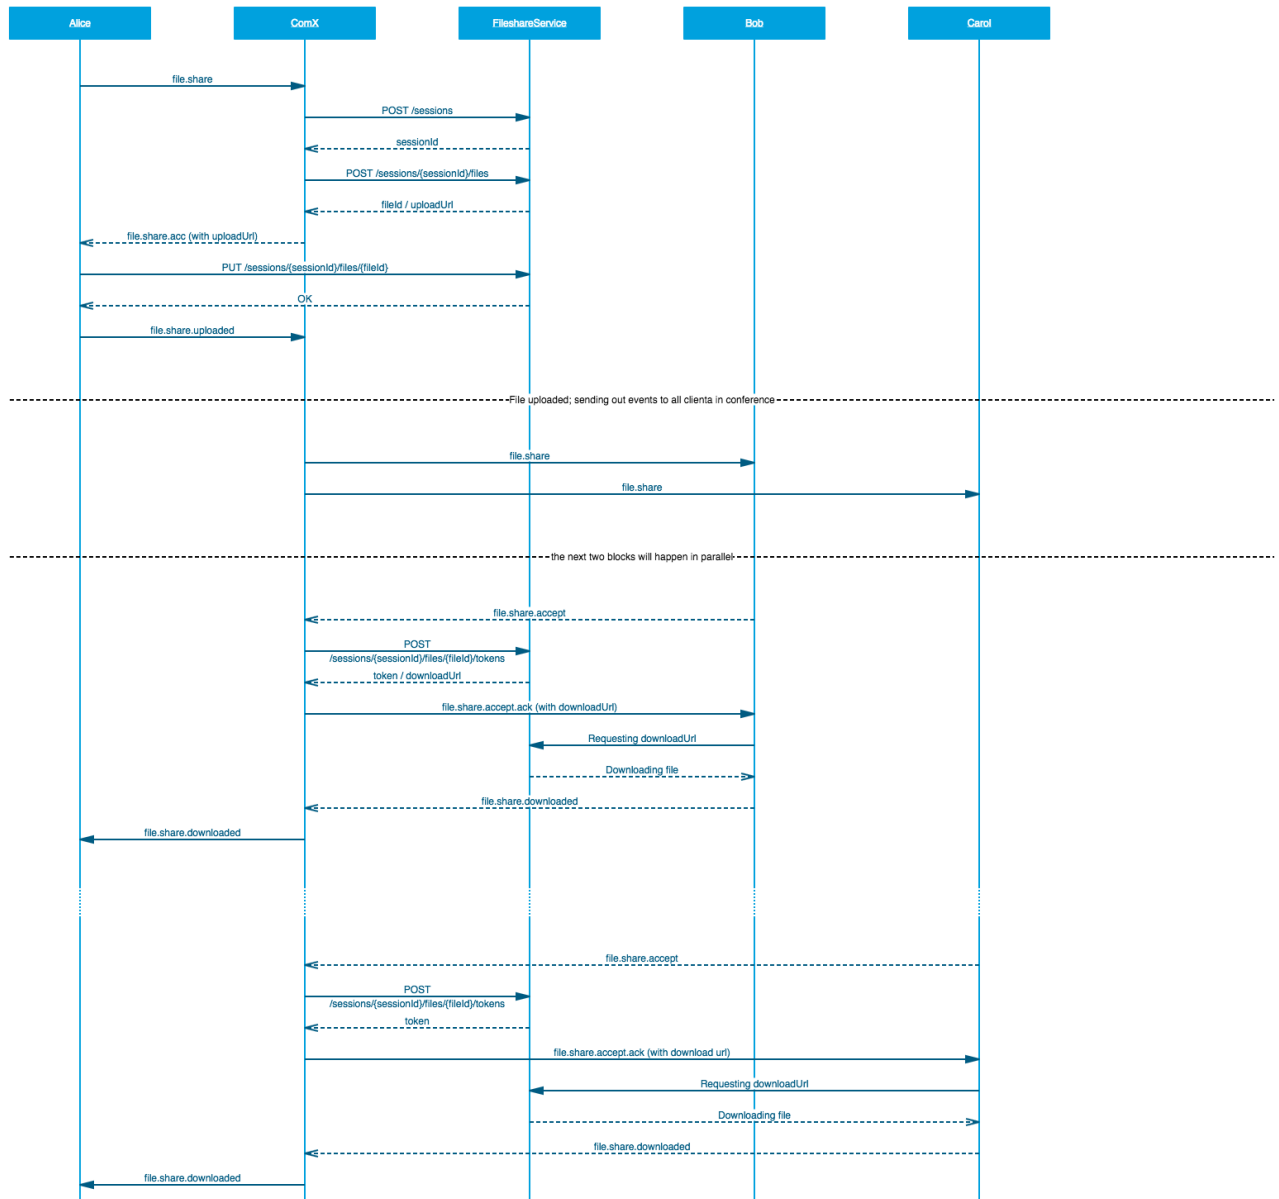 Alice
ComX
FileshareService
Bob
Carol
file.share
POST /sessions
sessionId
POST /sessions/{sessionId}/files
fileId / uploadUrl
file.share.acc (with uploadUrl)
PUT /sessions/{sessionId}/files/{fileId}
OK
file.share.uploaded
File uploaded; sending out events to all clienta in conference
file.share
file.share
the next two blocks will happen in parallel
file.share.accept
POST
/sessions/{sessionId}/files/{fileId}/tokens
token / downloadUrl
file.share.accept.ack (with downloadUrl)
Requesting downloadUrl
Downloading file
file.share.downloaded
file.share.downloaded
file.share.accept
POST
/sessions/{sessionId}/files/{fileId}/tokens
token
file.share.accept.ack (with download url)
Requesting downloadUrl
Downloading file
file.share.downloaded
file.share.downloaded